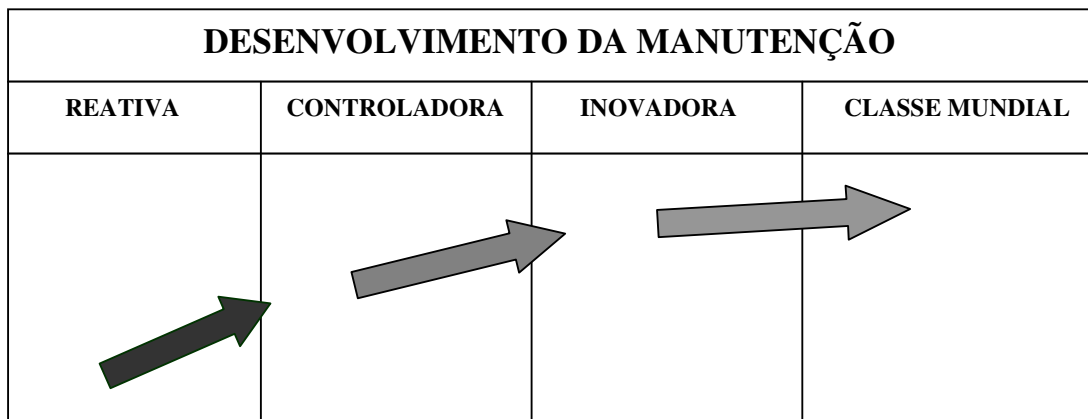 DESENVOLVIMENTO DA MANUTENÇÃO
REATIVA CONTROLADORA INOVADORA CLASSE MUNDIAL